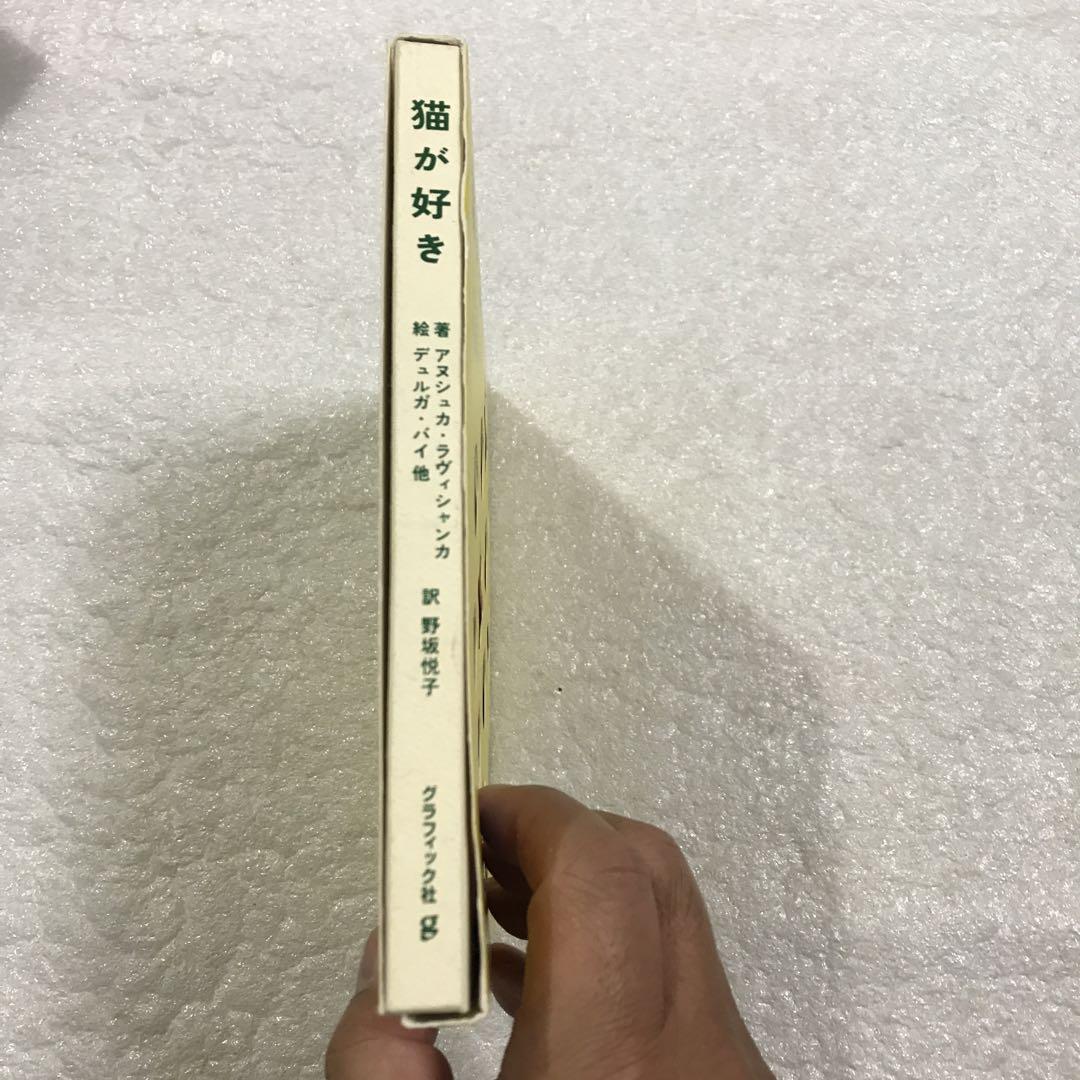 猫が好き
著 アヌシュカ・ラヴィシャンカ
絵 デュルガ・バイ 他
訳 野坂悦子
グラフィック社
g